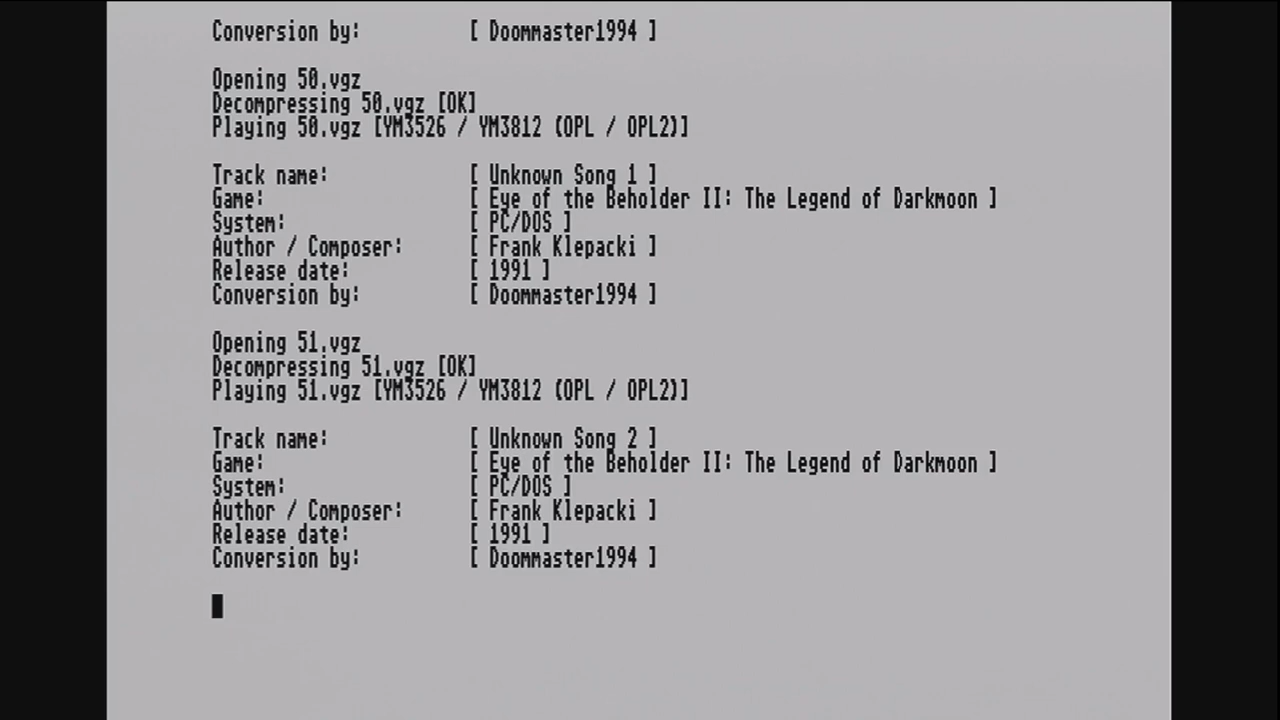 Conversion by: [ Doommaster1994 ]
Opening 50.vgz
Decompressing 50.vgz [OK]
Playing 50.vgz [YM3526 / YM3812 (OPL / OPL2)]
Track name: [ Unknown Song 1 ]
Game: [ Eye of the Beholder II: The Legend of Darkmoon ]
System: [ PC/DOS ]
Author / Composer: [ Frank Klepacki ]
Release date: [ 1991 ]
Conversion by: [ Doommaster1994 ]
Opening 51.vgz
Decompressing 51.vgz [OK]
Playing 51.vgz [YM3526 / YM3812 (OPL / OPL2)]
Track name: [ Unknown Song 2 ]
Game: [ Eye of the Beholder II: The Legend of Darkmoon ]
System: [ PC/DOS ]
Author / Composer: [ Frank Klepacki ]
Release date: [ 1991 ]
Conversion by: [ Doommaster1994 ]